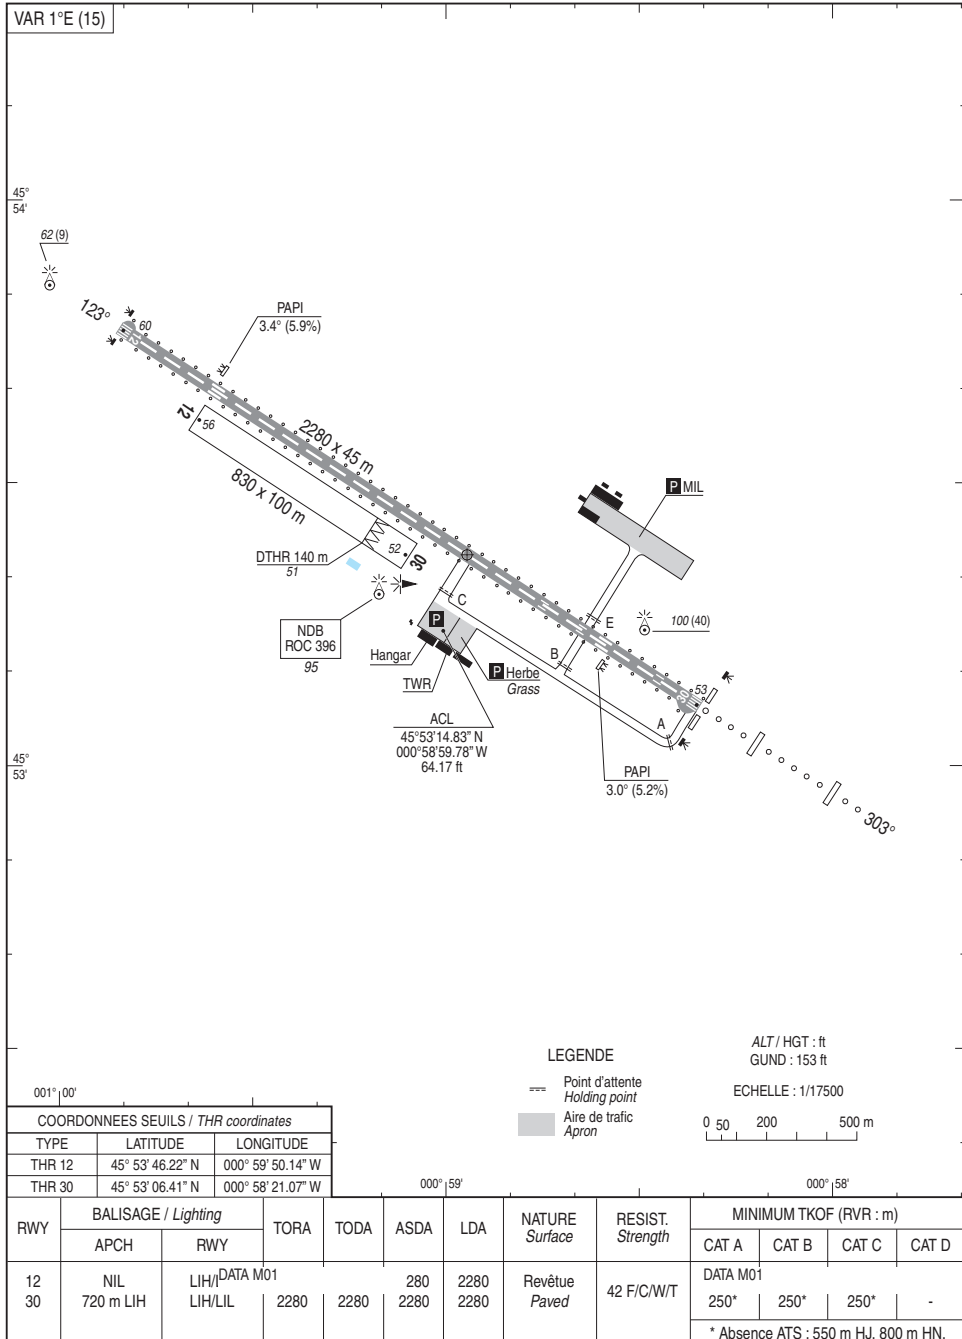 VAR 1°E (15)
45°
54'
62 (9)
123°
60
PAPI
3.4° (5.9%)
12
12
56
2280 x 45 m
830 x 100 m
P MIL
DTHR 140 m
51
52
30
C
E
100 (40)
NDB
ROC 396
95
P
Hangar
B
P Herbe
Grass
TWR
30
53
ACL
45°53'14.83" N
000°58'59.78" W
64.17 ft
A
45°
53'
PAPI
3.0° (5.2%)
303°
LEGENDE
Point d'attente
Holding point
Aire de trafic
Apron
ALT / HGT : ft
GUND : 153 ft
ECHELLE : 1/17500
0 50 200 500 m
001° 00'
COORDONNEES SEUILS / THR coordinates
TYPE LATITUDE LONGITUDE
THR 12 45° 53' 46.22" N 000° 59' 50.14" W
THR 30 45° 53' 06.41" N 000° 58' 21.07" W
000° 59'
000° 58'
RWY BALISAGE / Lighting TORA TODA ASDA LDA NATURE RESIST. MINIMUM TKOF (RVR : m)
Surface Strength
APCH RWY CAT A CAT B CAT C CAT D
12 NIL LIH/ DATA M01 280 2280 Revêtue 42 F/C/W/T DATA M01
30 720 m LIH LIH/LIL 2280 2280 2280 2280 Paved 250* 250* 250* -
* Absence ATS : 550 m HJ, 800 m HN.